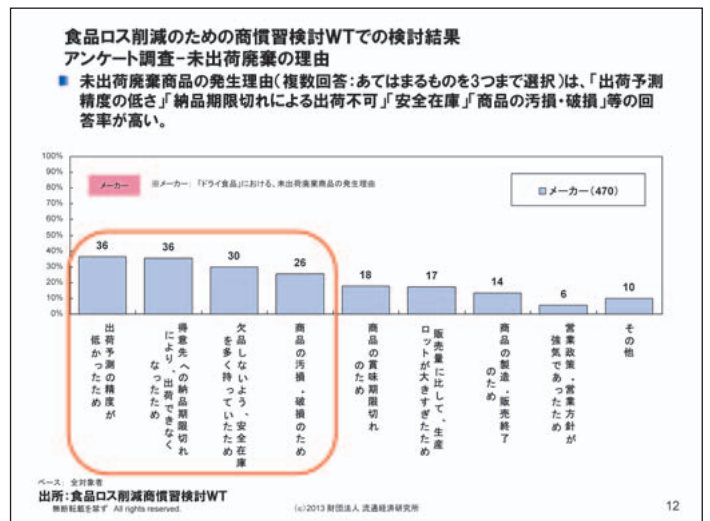 食品ロス削減のための商慣習検討WTでの検討結果
アンケート調査-未出荷廃棄の理由
■ 未出荷廃棄商品の発生理由(複数回答:あてはまるものを3つまで選択)は、「出荷予測
精度の低さ」「納品期限切れによる出荷不可」「安全在庫」「商品の汚損・破損」等の回
答率が高い。
100%
90%
80%
70%
60%
50%
40%
30%
20%
10%
0%
メーカー
※メーカー: 「ドライ食品」における、未出荷廃棄商品の発生理由
メーカー(470)
36
36
30
26
18
17
14
6
10
出荷予測の精度が
低かったため
得意先への納品期限切れ
により、出荷できなく
なったため
欠品しないよう、安全在庫
を多く持っていたため
商品の汚損・破損のため
商品の賞味期限切れ
のため
販売量に比して、生産
ロットが大きすぎたため
商品の製造・販売終了
のため
営業政策・営業方針が
強気であったため
その他
ベース: 全対象者
出所:食品ロス削減商慣習検討WT
無断転載を禁ず All rights reserved.
(c)2013 財団法人 流通経済研究所
12